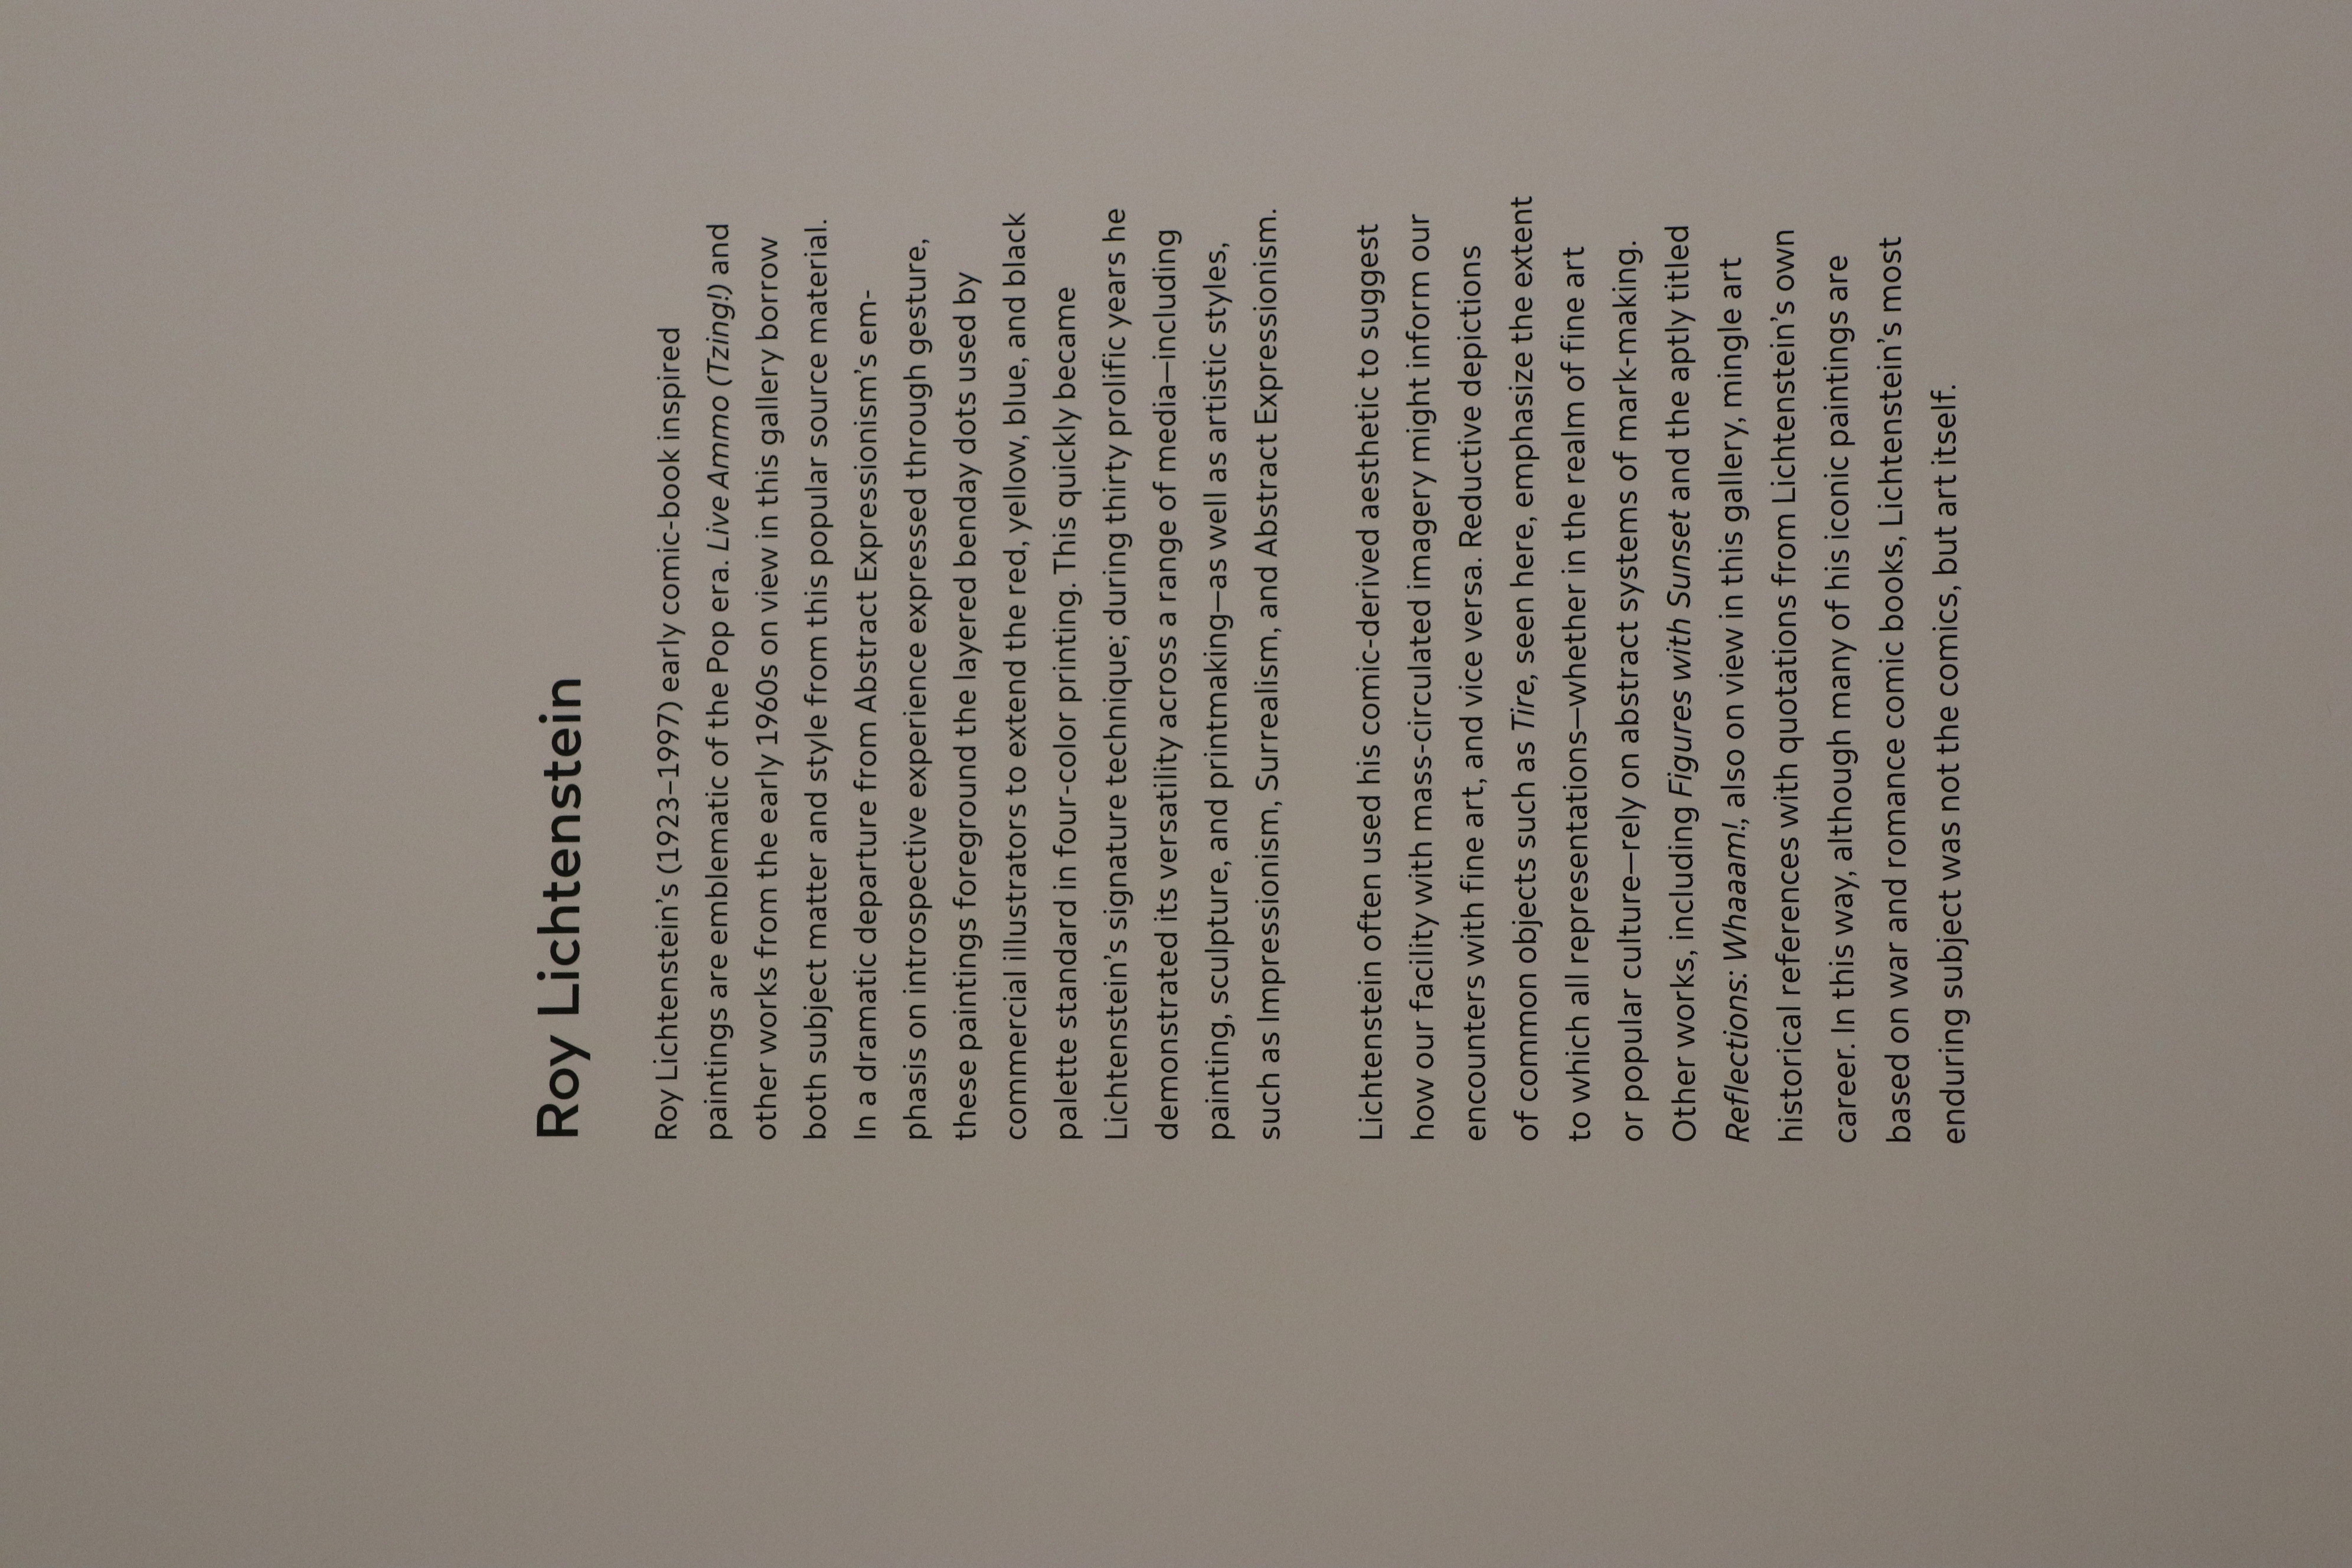 Roy Lichtenstein
Roy Lichtenstein’s (1923–1997) early comic-book inspired
paintings are emblematic of the Pop era. Live Ammo (Tzing!) and
other works from the early 1960s on view in this gallery borrow
both subject matter and style from this popular source material.
In a dramatic departure from Abstract Expressionism’s em-
phasis on introspective experience expressed through gesture,
these paintings foreground the layered benday dots used by
commercial illustrators to extend the red, yellow, blue, and black
palette standard in four-color printing. This quickly became
Lichtenstein’s signature technique; during thirty prolific years he
demonstrated its versatility across a range of media—including
painting, sculpture, and printmaking—as well as artistic styles,
such as Impressionism, Surrealism, and Abstract Expressionism.
Lichtenstein often used his comic-derived aesthetic to suggest
how our facility with mass-circulated imagery might inform our
encounters with fine art, and vice versa. Reductive depictions
of common objects such as Tire, seen here, emphasize the extent
to which all representations—whether in the realm of fine art
or popular culture—rely on abstract systems of mark-making.
Other works, including Figures with Sunset and the aptly titled
Reflections: Whaaam!, also on view in this gallery, mingle art
historical references with quotations from Lichtenstein’s own
career. In this way, although many of his iconic paintings are
based on war and romance comic books, Lichtenstein’s most
enduring subject was not the comics, but art itself.